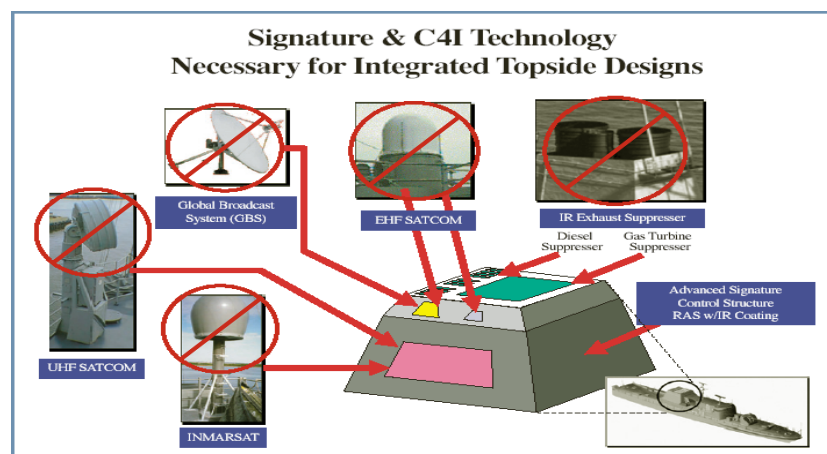 Signature & C4I Technology
Necessary for Integrated Topside Designs
Global Broadcast
System (GBS)
EHF SATCOM
IR Exhaust Suppresser
Diesel
Suppresser
Gas Turbine
Suppresser
Advanced Signature
Control Structure
RAS w/IR Coating
UHF SATCOM
INMARSAT